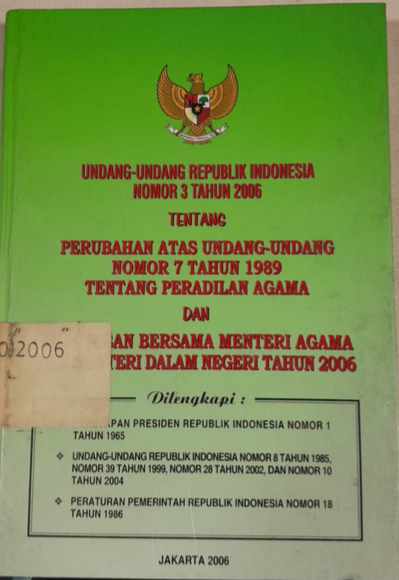 UNDANG-UNDANG REPUBLIK INDONESIA
NOMOR 3 TAHUN 2006
TENTANG
PERUBAHAN ATAS UNDANG-UNDANG
NOMOR 7 TAHUN 1989
TENTANG PERADILAN AGAMA
DAN
BERSAMA MENTERI AGAMA
" "
2006
DALAM NEGERI TAHUN 2006
Dilengkapi :
PRESIDEN REPUBLIK INDONESIA NOMOR 1
TAHUN 1965
❖ UNDANG-UNDANG REPUBLIK INDONESIA NOMOR 8 TAHUN 1985,
NOMOR 39 TAHUN 1999, NOMOR 28 TAHUN 2002, DAN NOMOR 10
TAHUN 2004
❖ PERATURAN PEMERINTAH REPUBLIK INDONESIA NOMOR 18
TAHUN 1986
JAKARTA 2006